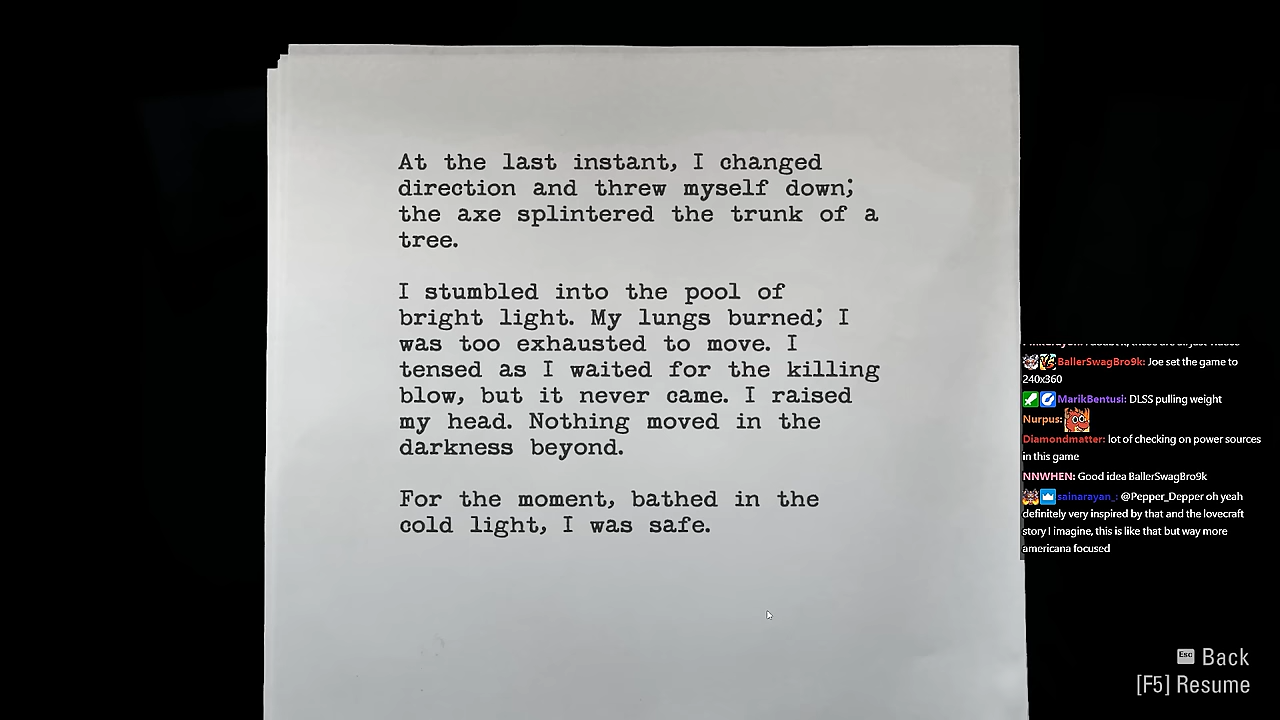 At the last instant, I changed
direction and threw myself down;
the axe splintered the trunk of a
tree.
I stumbled into the pool of
bright light. My lungs burned; I
was too exhausted to move. I
tensed as I waited for the killing
blow, but it never came. I raised
my head. Nothing moved in the
darkness beyond.
For the moment, bathed in the
cold light, I was safe.
BallerSwagBro9k: Joe set the game to
240x360
MarikBentusi: DLSS pulling weight
Nurpus:
Diamondmatter: lot of checking on power sources
in this game
NNWHEN: Good idea BallerSwagBro9k
sainarayan_: @Pepper_Depper oh yeah
definitely very inspired by that and the lovecraft
story I imagine, this is like that but way more
americana focused
Esc Back
[F5] Resume